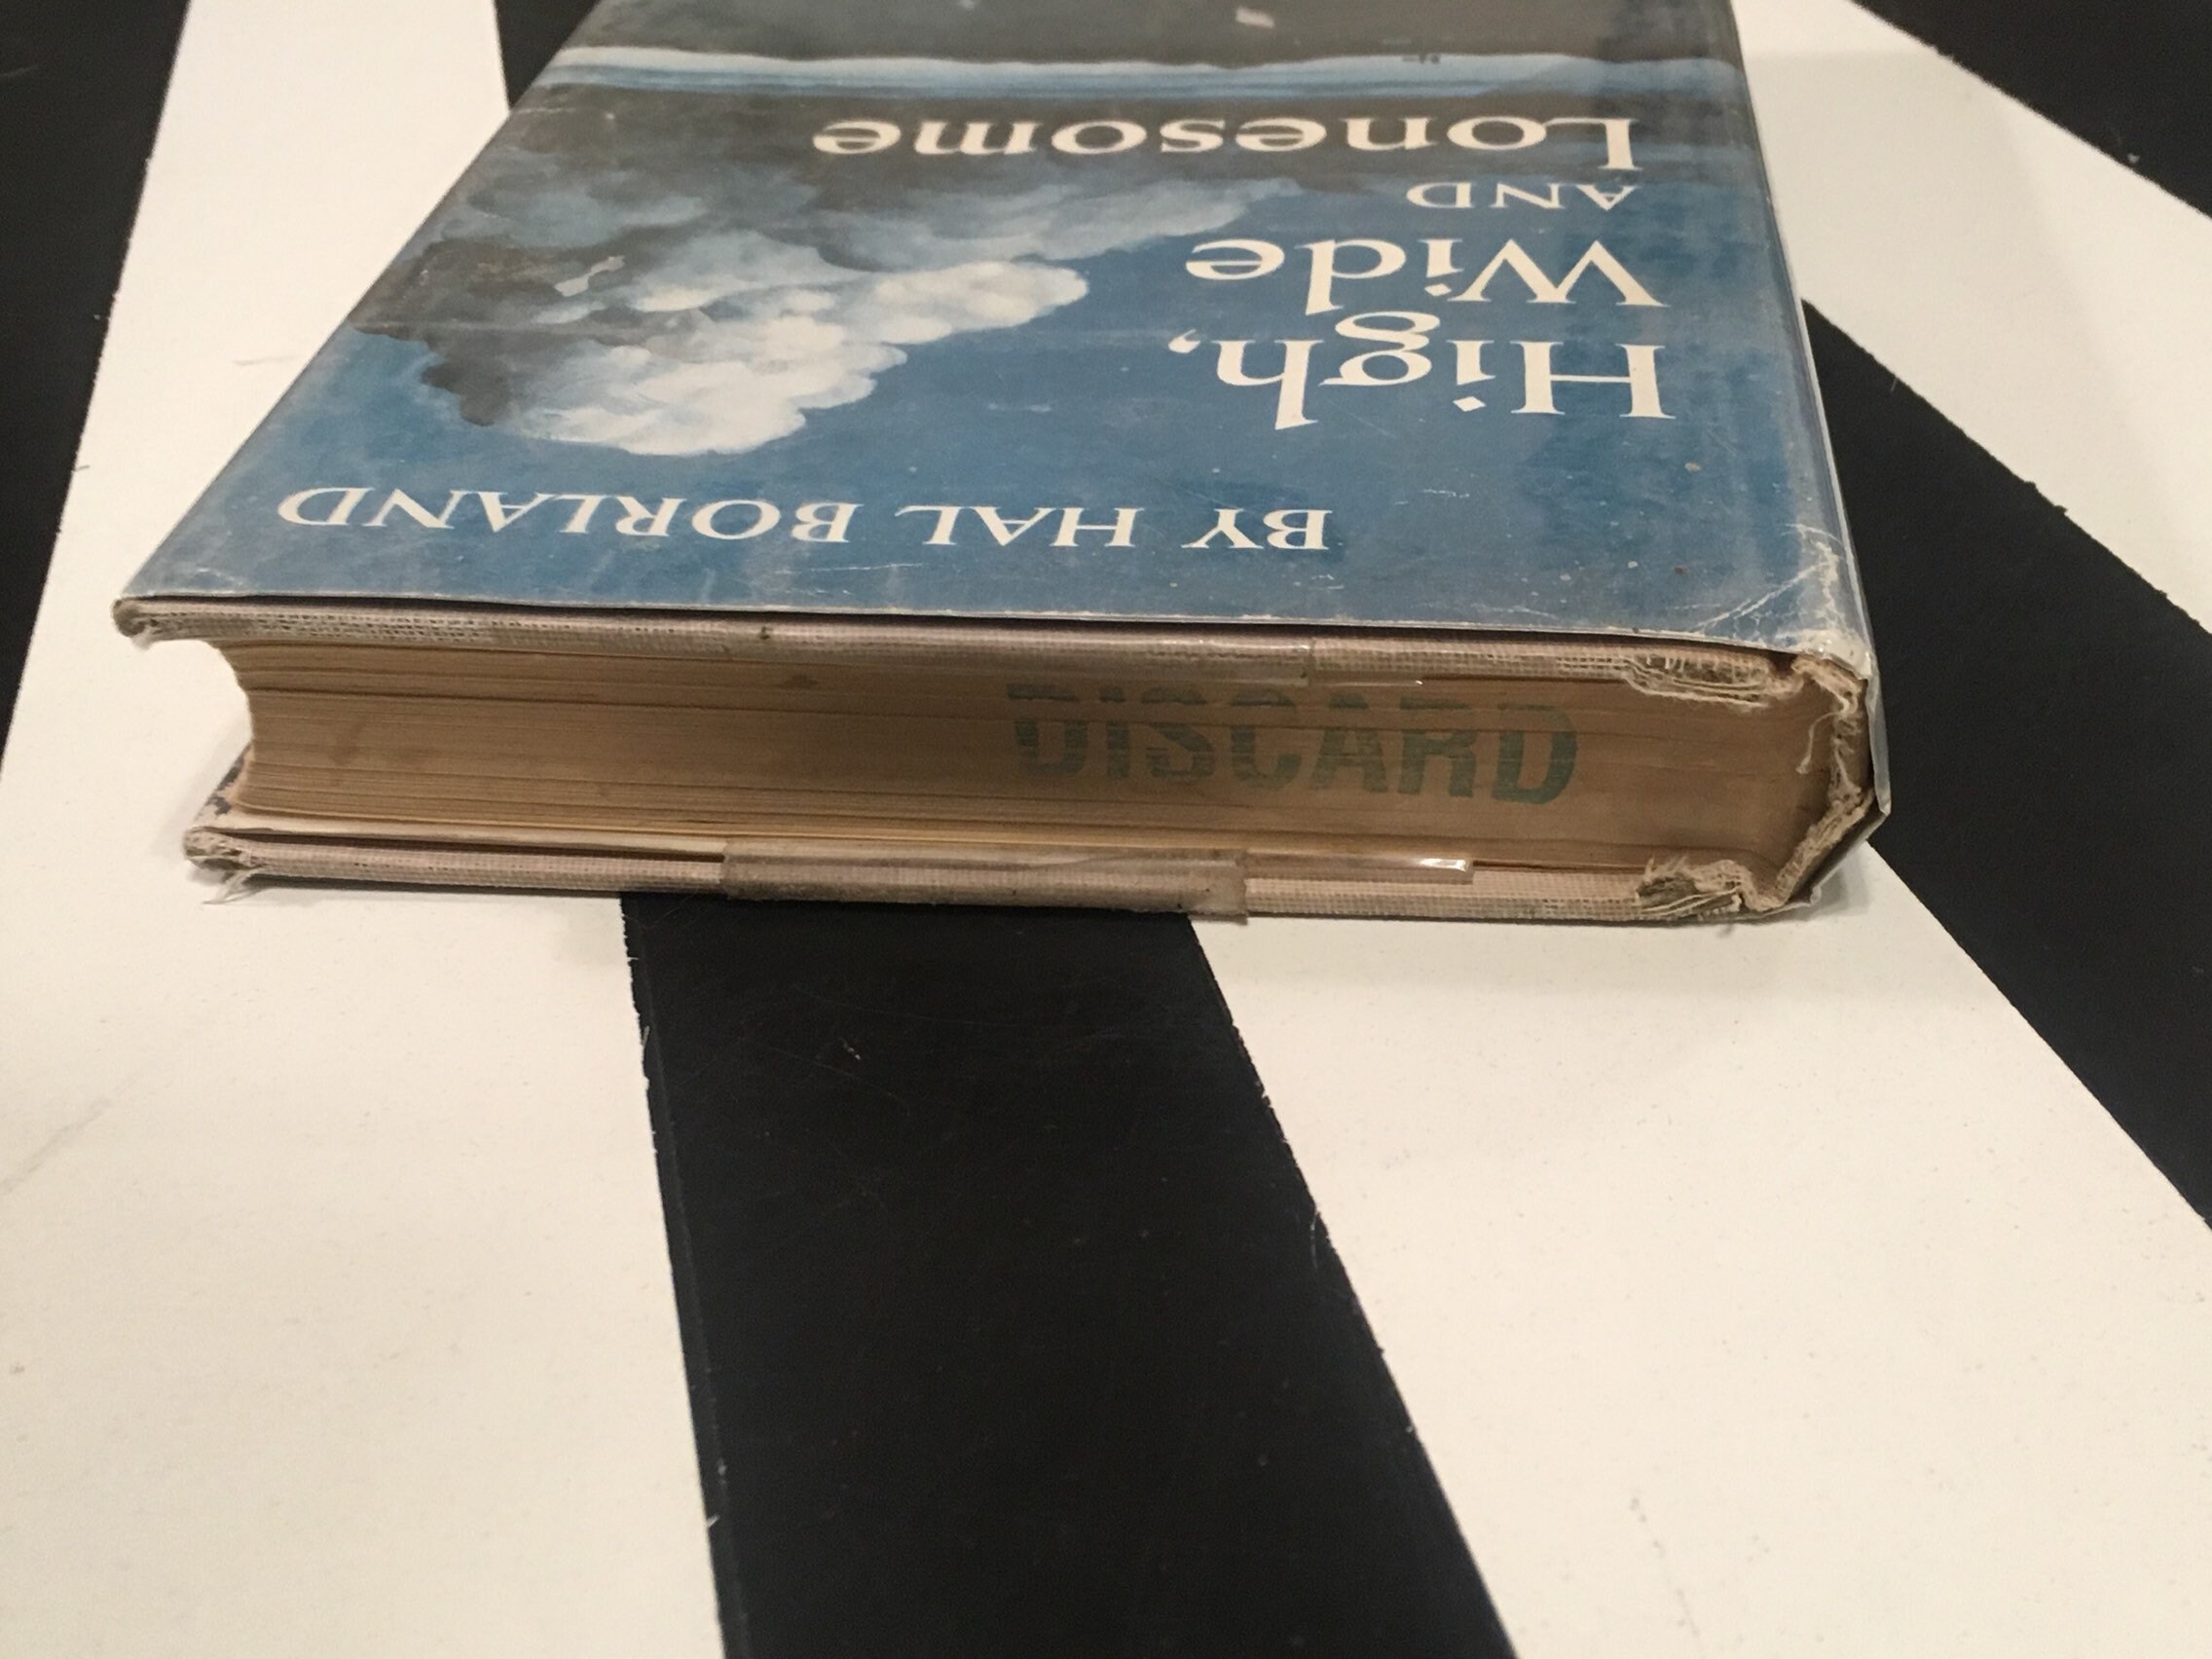 BY HAL BORLAND
High,
Wide
AND
Lonesome
DISCARD